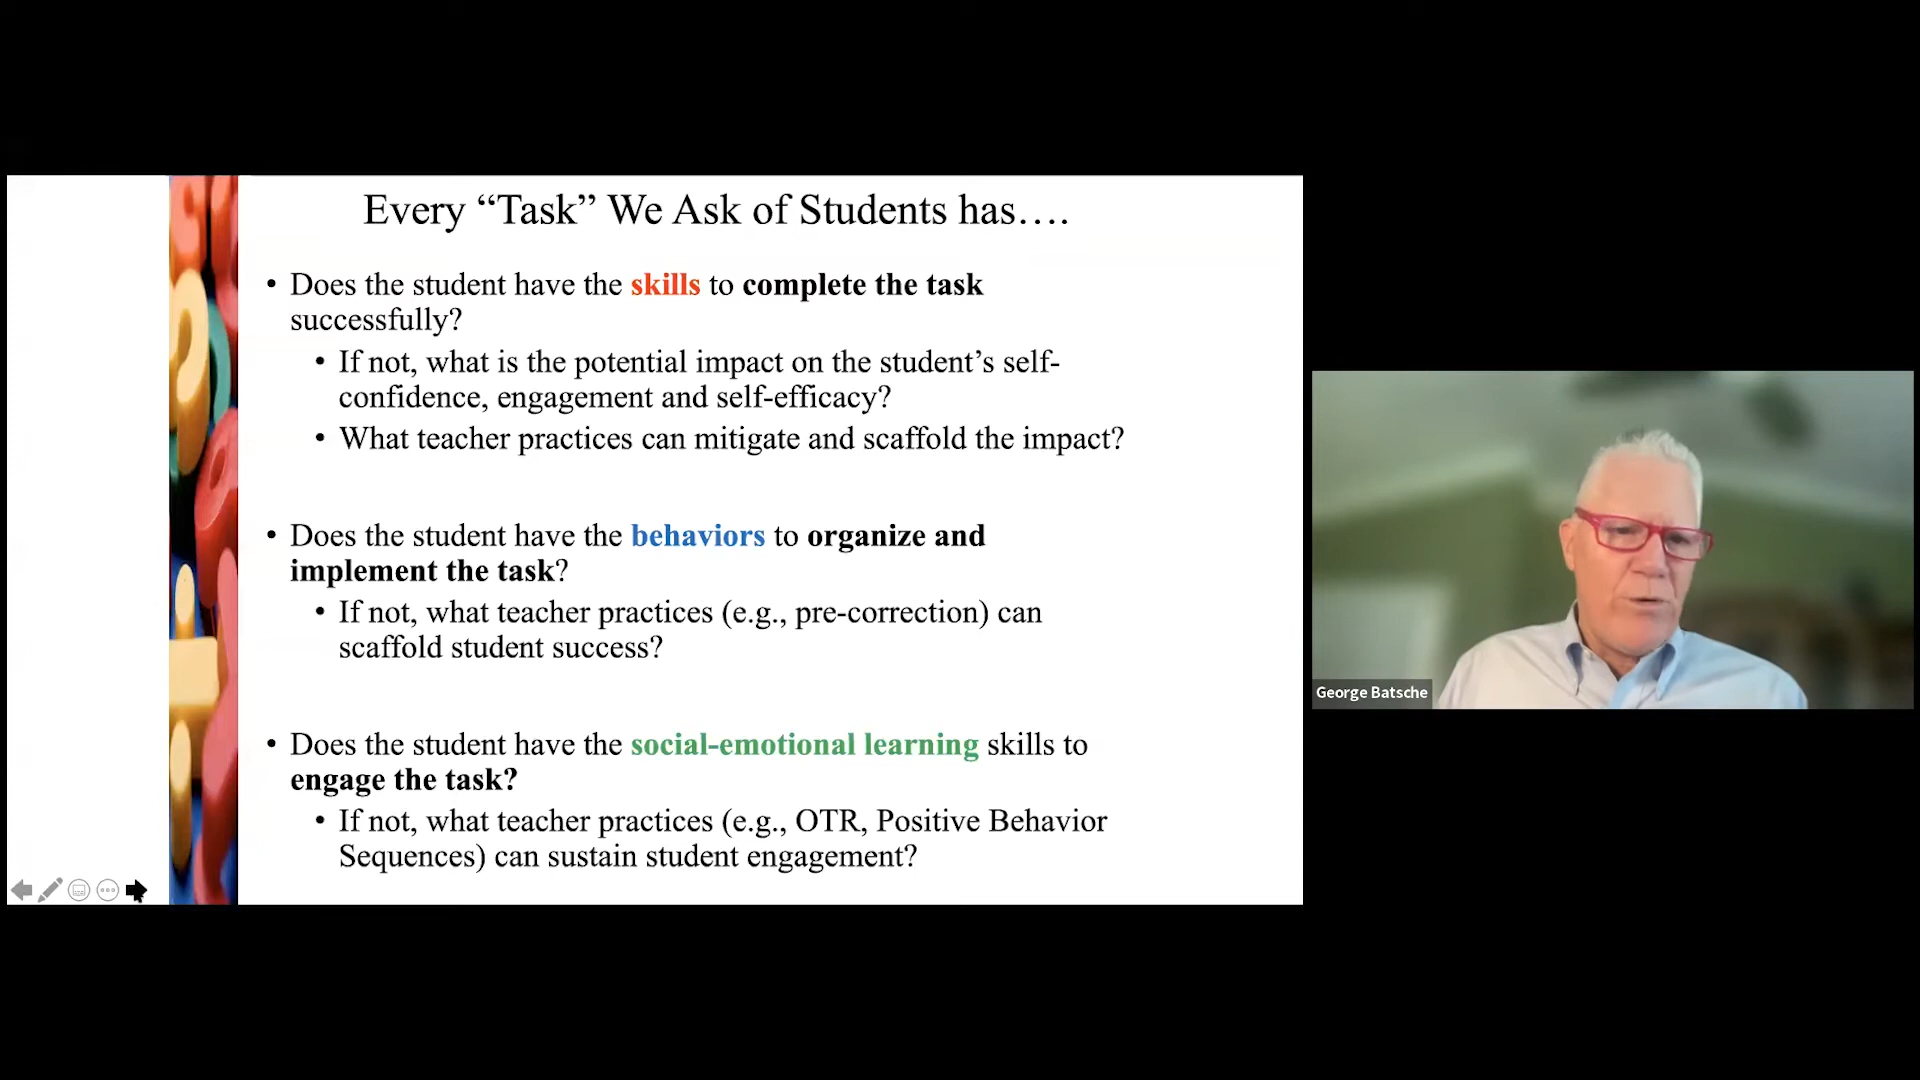 Every “Task” We Ask of Students has….
• Does the student have the skills to complete the task
successfully?
• If not, what is the potential impact on the student’s self-
confidence, engagement and self-efficacy?
• What teacher practices can mitigate and scaffold the impact?
• Does the student have the behaviors to organize and
implement the task?
• If not, what teacher practices (e.g., pre-correction) can
scaffold student success?
• Does the student have the social-emotional learning skills to
engage the task?
• If not, what teacher practices (e.g., OTR, Positive Behavior
Sequences) can sustain student engagement?
George Batsche